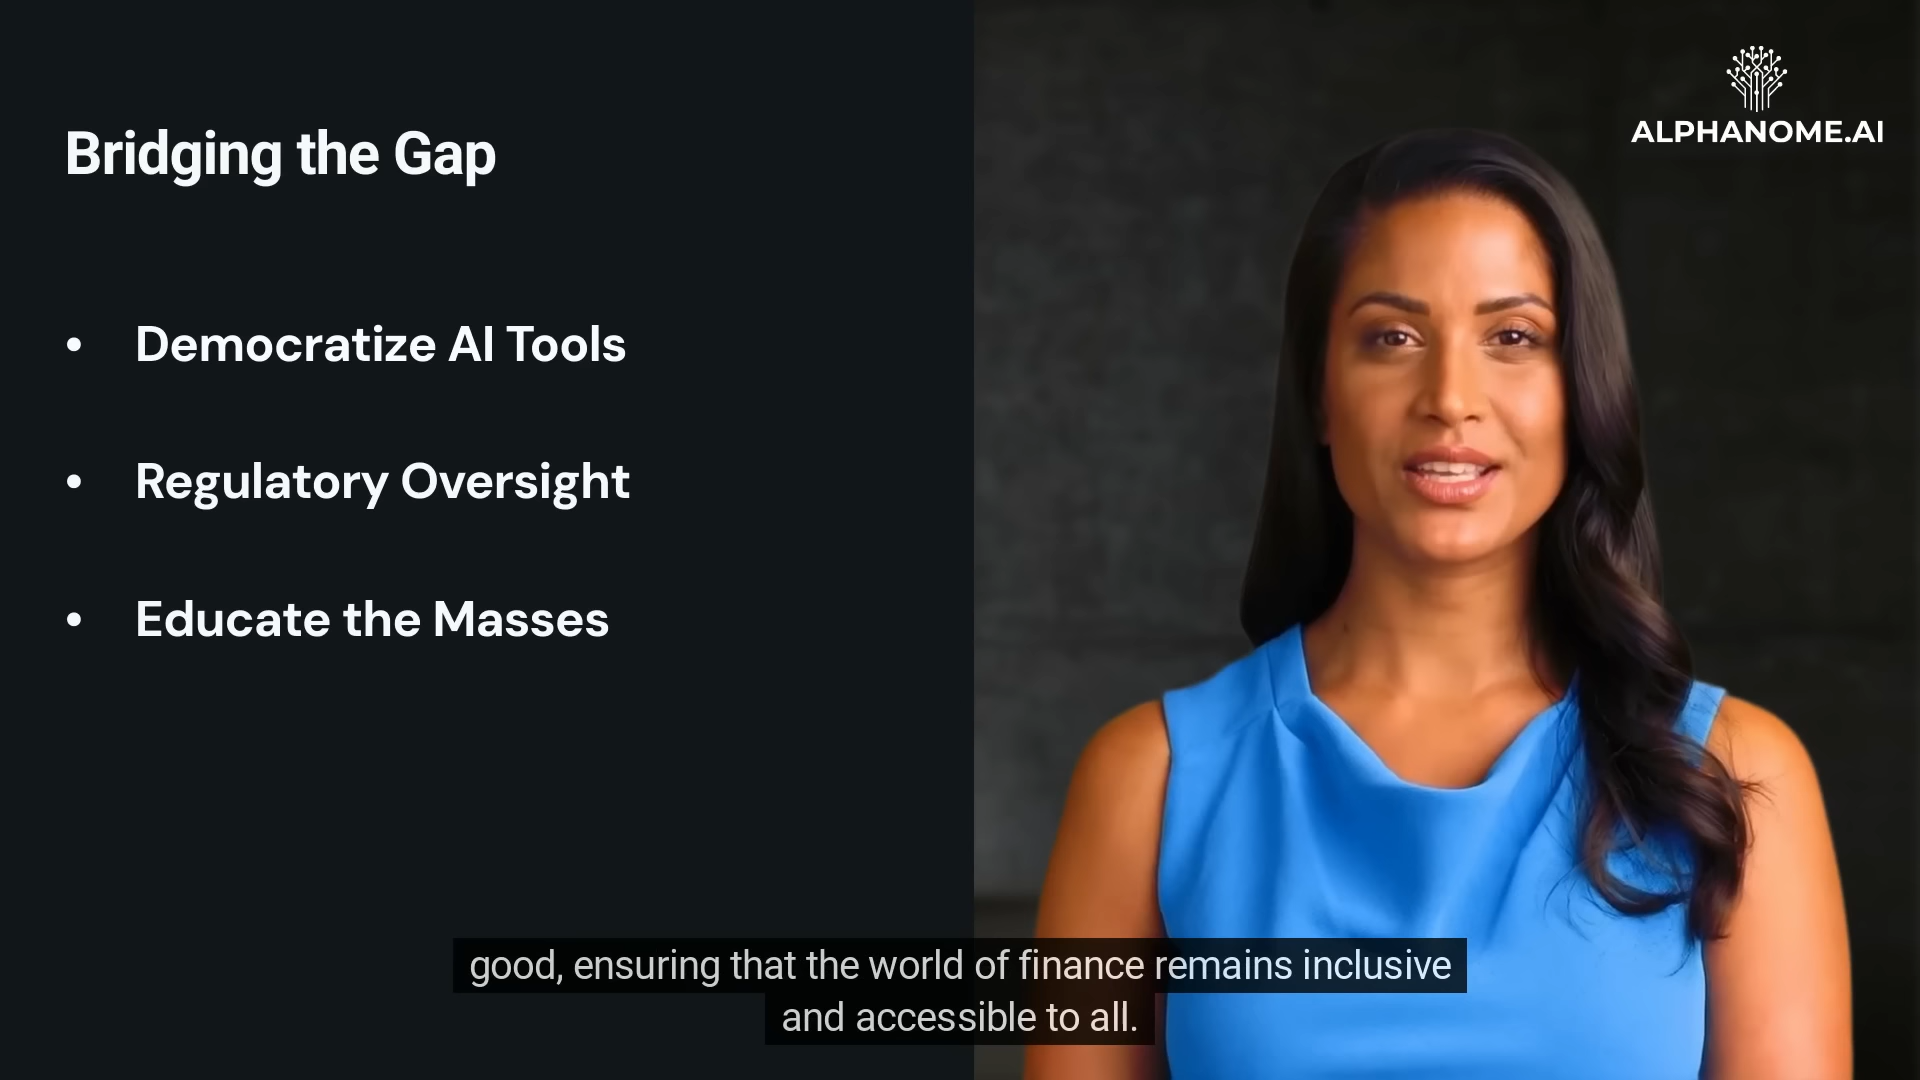 ALPHANOME.AI
Bridging the Gap
• Democratize AI Tools
• Regulatory Oversight
• Educate the Masses
good, ensuring that the world of finance remains inclusive
and accessible to all.